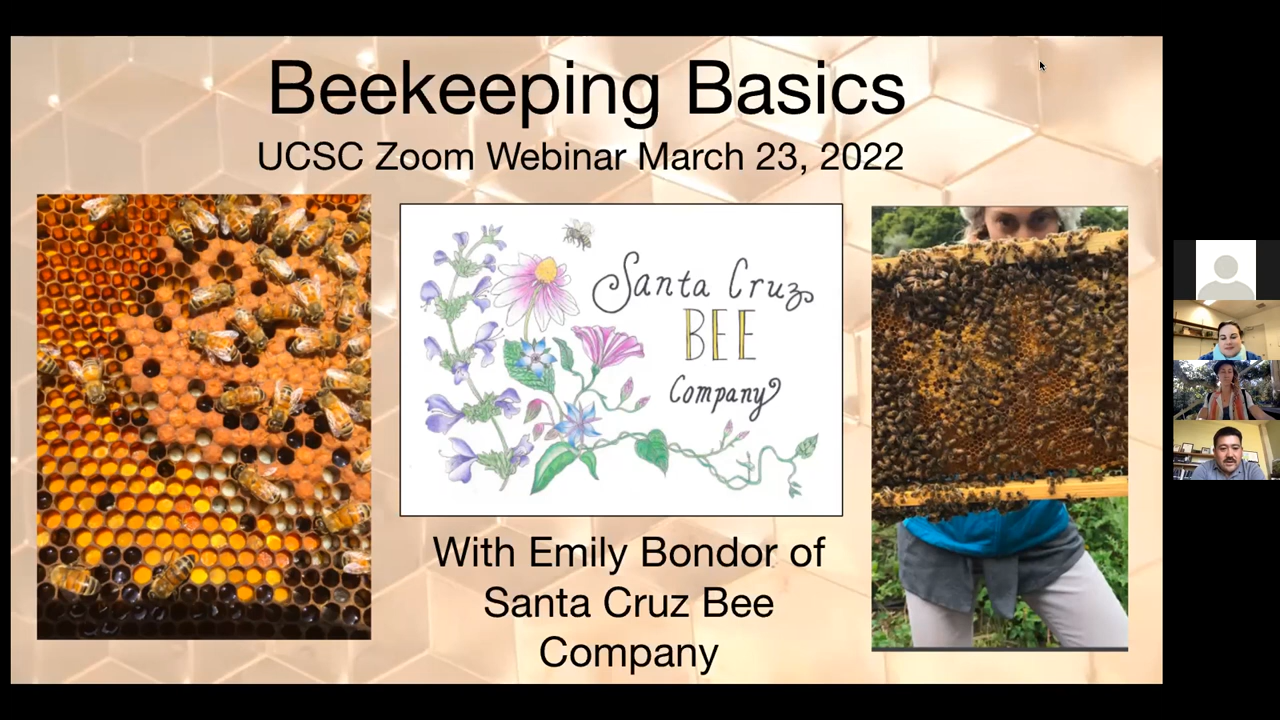 Beekeeping Basics
UCSC Zoom Webinar March 23, 2022
Santa Cruz
BEE
Company
With Emily Bondor of
Santa Cruz Bee
Company